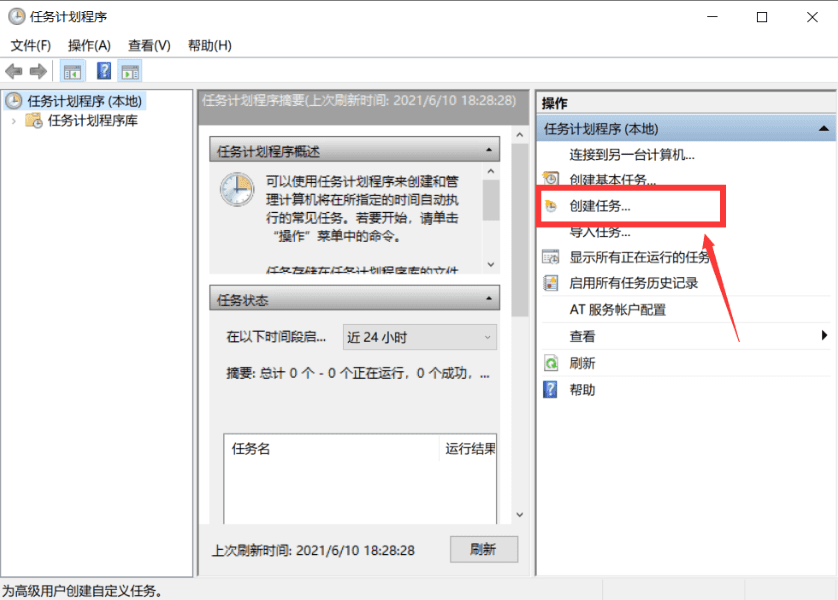 任务计划程序
文件(F) 操作(A) 查看(V) 帮助(H)
任务计划程序 (本地)
任务计划程序库
任务计划程序摘要(上次刷新时间: 2021/6/10 18:28:28)
任务计划程序概述
可以使用任务计划程序来创建和管
理计算机将在所指定的时间自动执
行的常见任务。若要开始，请单击
“操作”菜单中的命令。
任务存储在任务计划程序库的文件
任务状态
在以下时间段启... 近 24 小时
摘要: 总计 0 个 - 0 个正在运行，0 个成功，...
任务名 运行结果
上次刷新时间: 2021/6/10 18:28:28 刷新
操作
任务计划程序 (本地)
连接到另一台计算机...
创建基本任务...
创建任务...
导入任务...
显示所有正在运行的任务
启用所有任务历史记录
AT 服务帐户配置
查看
刷新
帮助
为高级用户创建自定义任务。